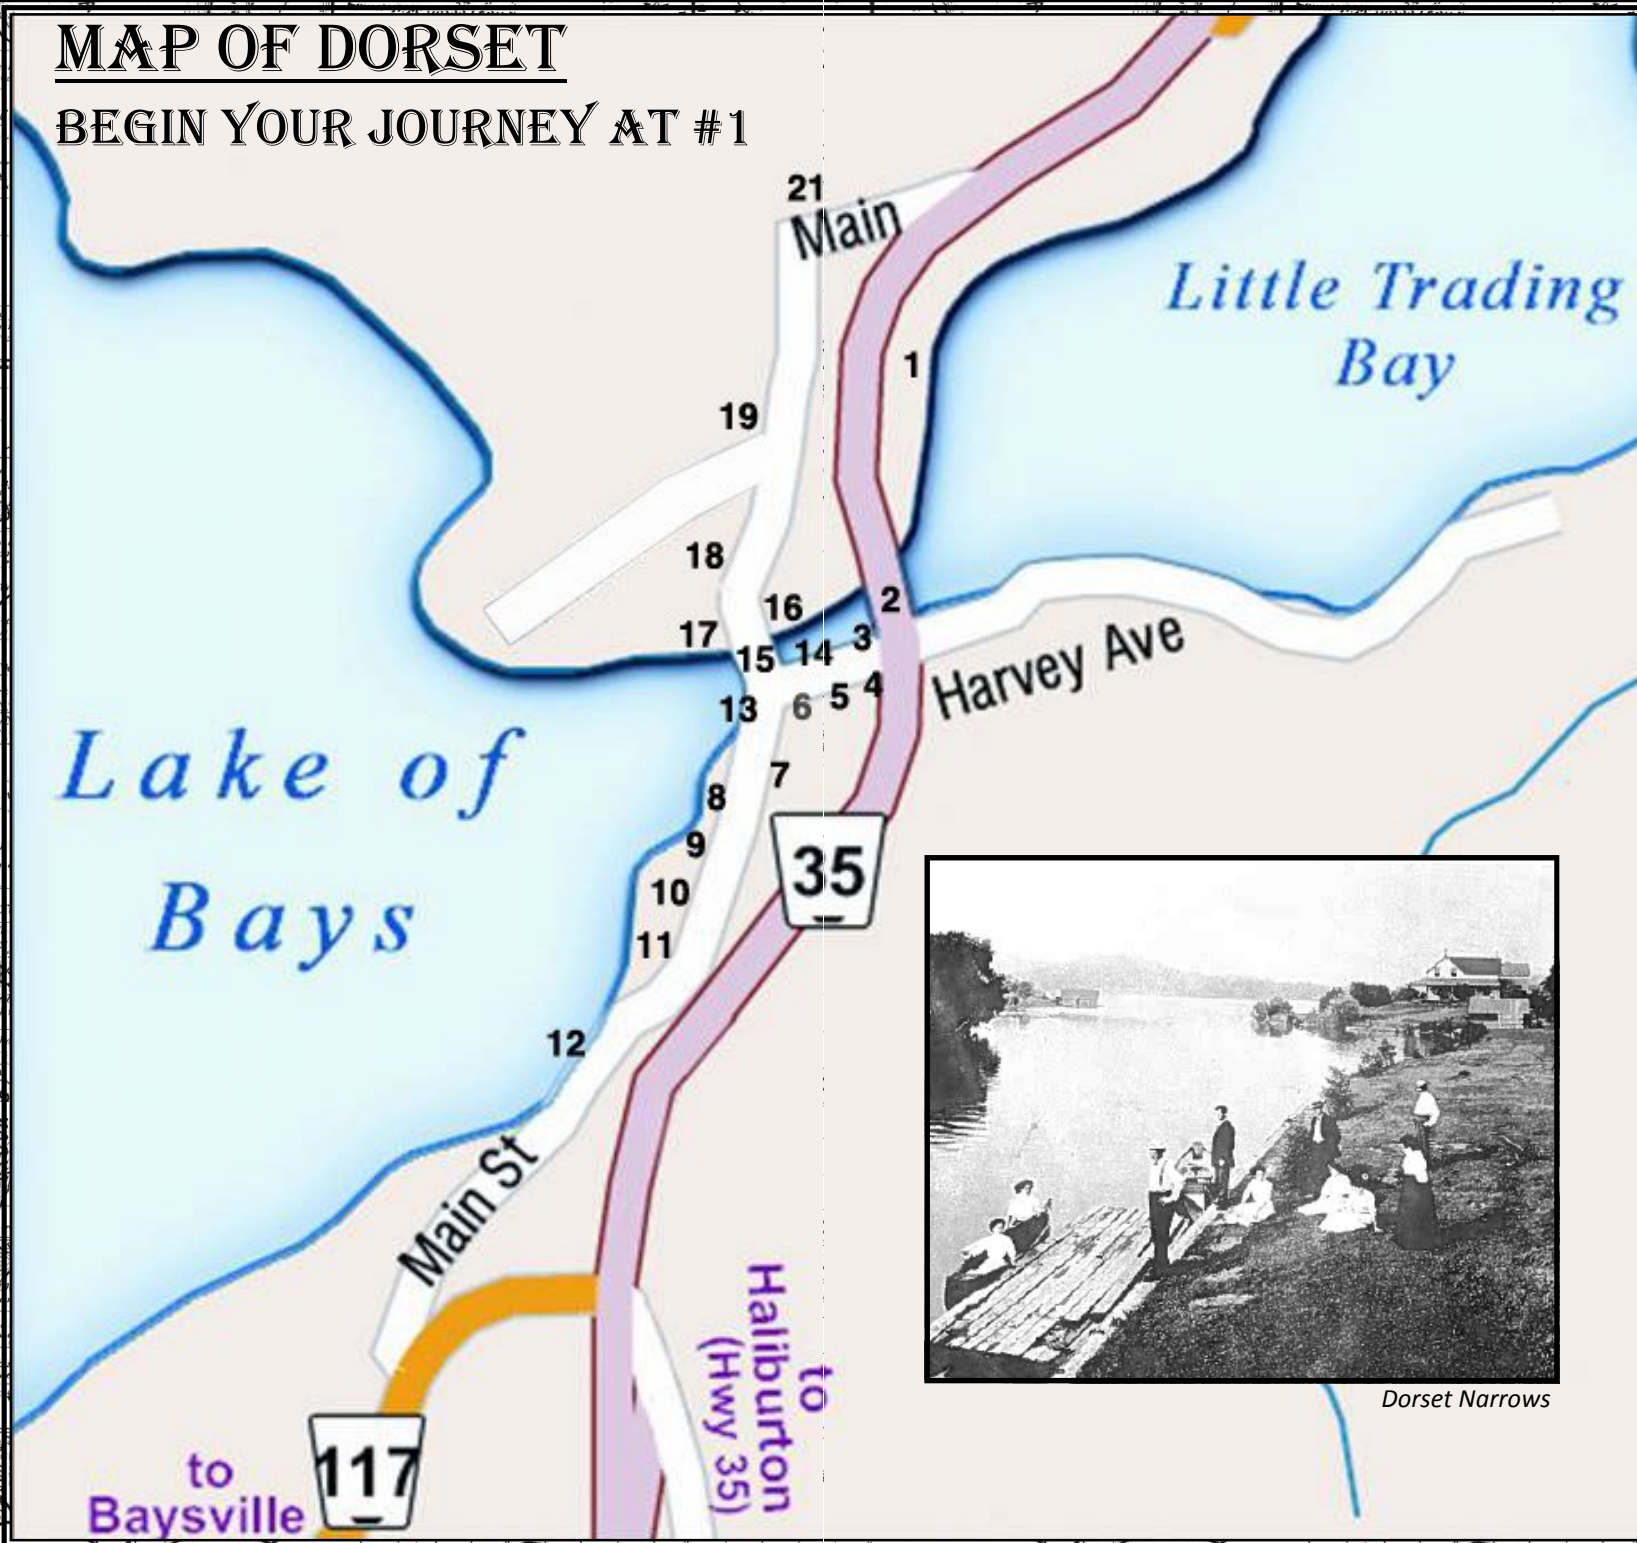 MAP OF DORSET
BEGIN YOUR JOURNEY AT #1
21
Main
Little Trading
Bay
1
19
18
16
2
17
3
14
15
Harvey Ave
4
5
6
13
Lake of
Bays
7
8
9
35
10
11
12
Main St
to
Haliburton
(Hwy 35)
Dorset Narrows
117
to
Baysville